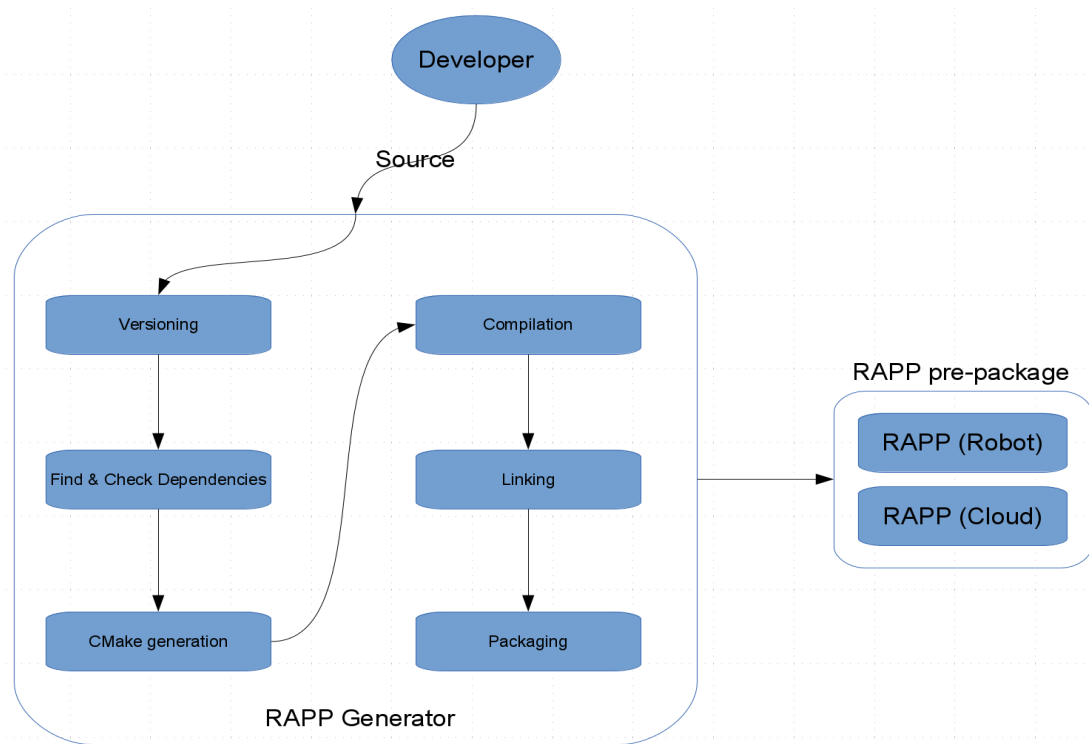 Developer
Source
Versioning
Compilation
RAPP pre-package
RAPP (Robot)
Find & Check Dependencies
Linking
RAPP (Cloud)
CMake generation
Packaging
RAPP Generator